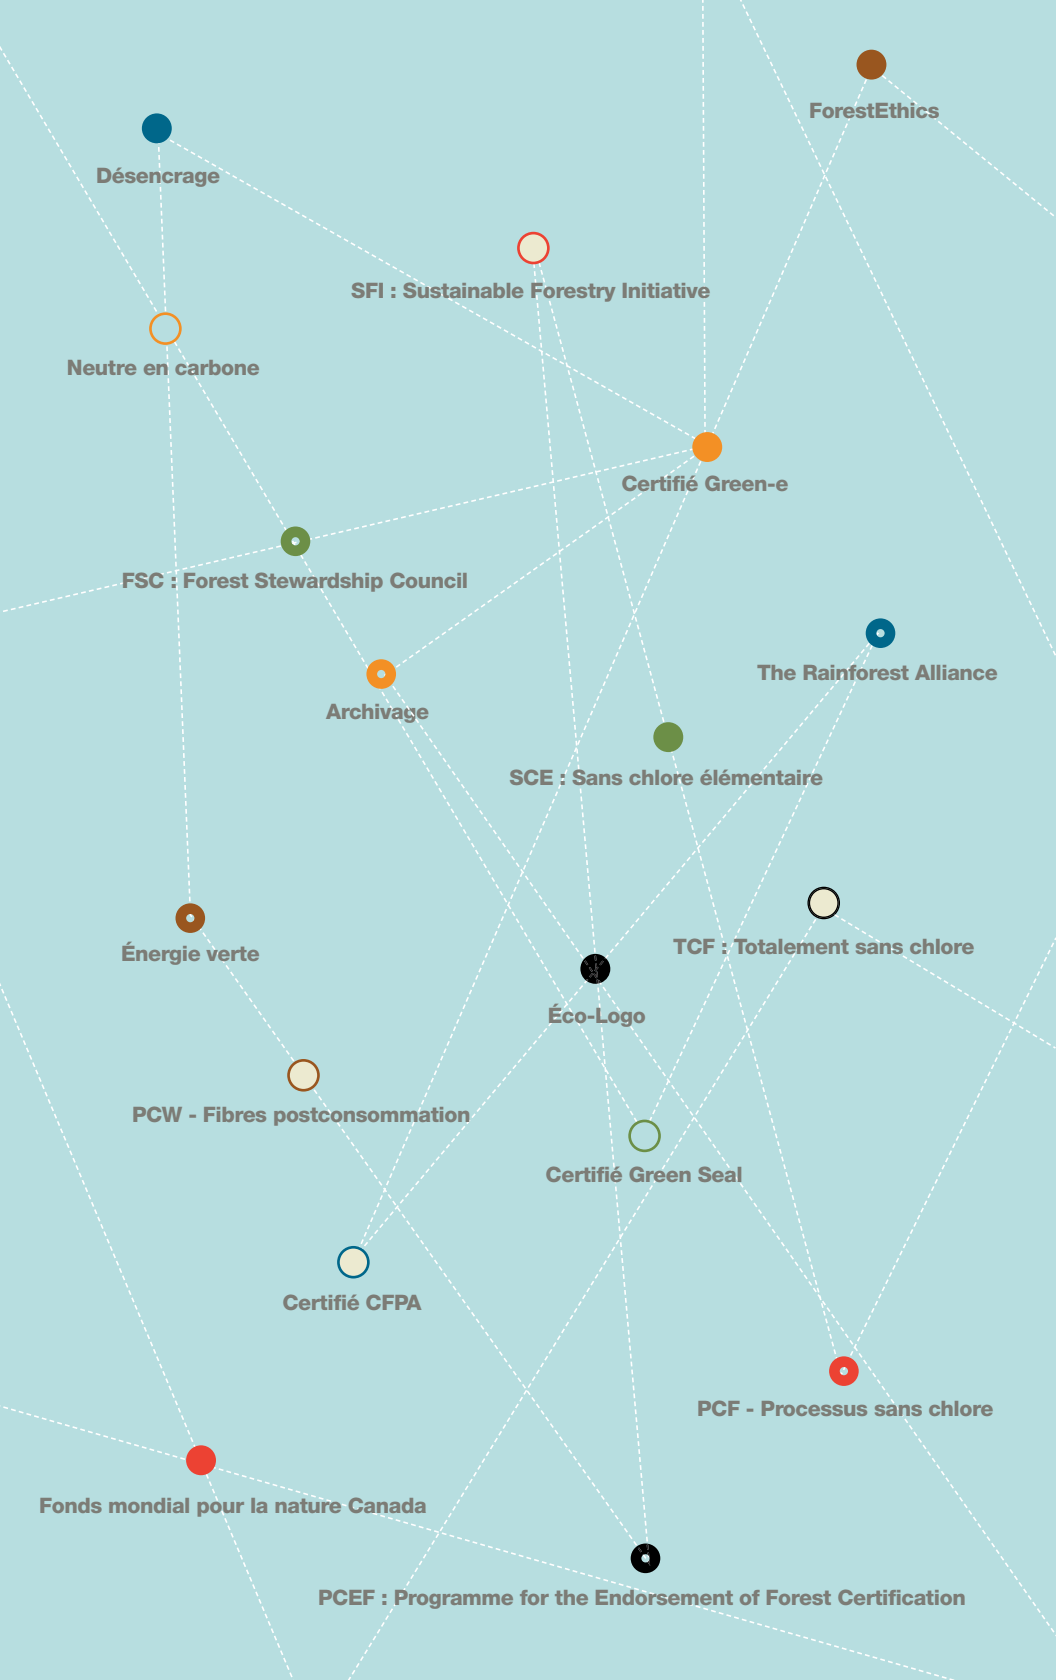 ForestEthics
Désencrage
SFI : Sustainable Forestry Initiative
Neutre en carbone
Certifié Green-e
FSC : Forest Stewardship Council
The Rainforest Alliance
Archivage
SCE : Sans chlore élémentaire
TCF : Totalement sans chlore
Énergie verte
Éco-Logo
PCW - Fibres postconsommation
Certifié Green Seal
Certifié CFPA
PCF - Processus sans chlore
Fonds mondial pour la nature Canada
PCEF : Programme for the Endorsement of Forest Certification